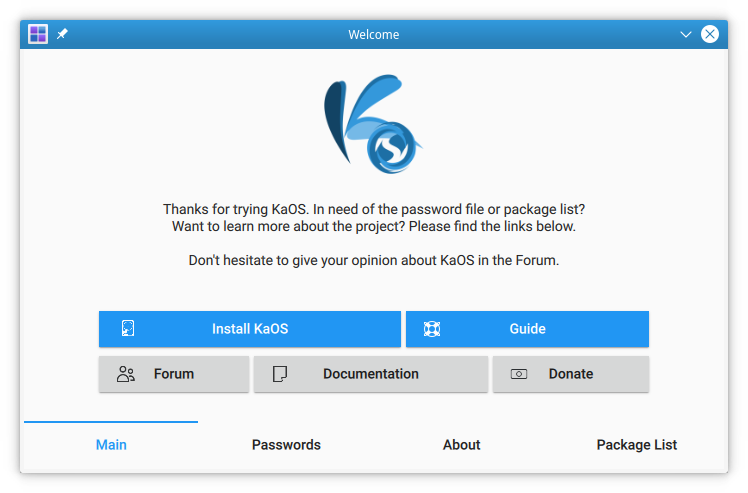 Welcome
Thanks for trying KaOS. In need of the password file or package list?
Want to learn more about the project? Please find the links below.
Don't hesitate to give your opinion about KaOS in the Forum.
Install KaOS
Guide
Forum
Documentation
Donate
Main
Passwords
About
Package List